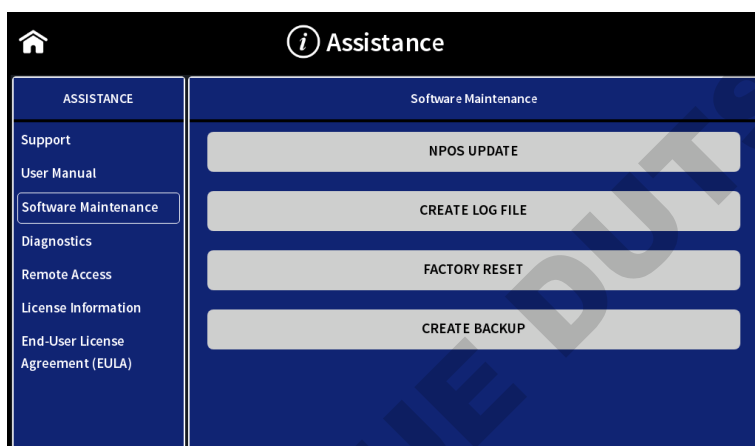 Assistance
ASSISTANCE
Support
User Manual
Software Maintenance
Diagnostics
Remote Access
License Information
End-User License
Agreement (EULA)
Software Maintenance
NPOS UPDATE
CREATE LOG FILE
FACTORY RESET
CREATE BACKUP